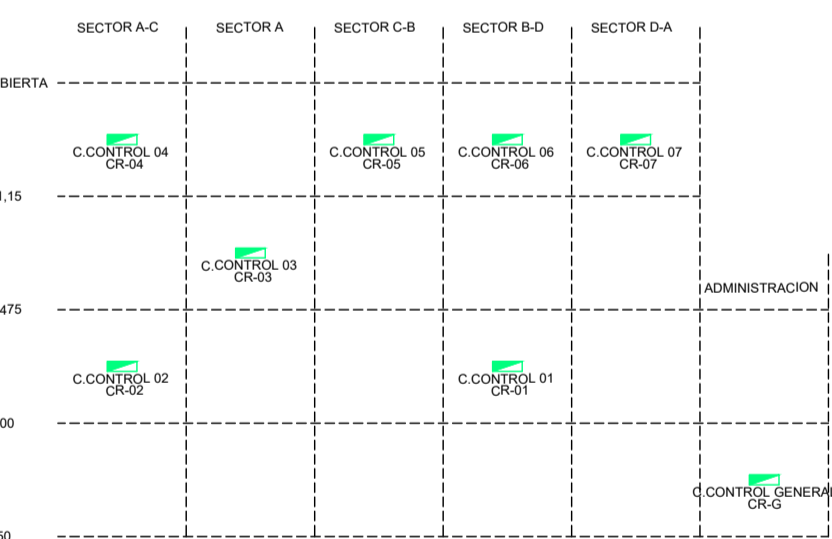 SECTOR A-C SECTOR A SECTOR C-B SECTOR B-D SECTOR D-A
BIERTA
C.CONTROL 04 C.CONTROL 05 C.CONTROL 06 C.CONTROL 07
CR-04 CR-05 CR-06 CR-07
,15
C.CONTROL 03
CR-03
ADMINISTRACION
475
C.CONTROL 02 C.CONTROL 01
CR-02 CR-01
00
C.CONTROL GENERAL
CR-G
50